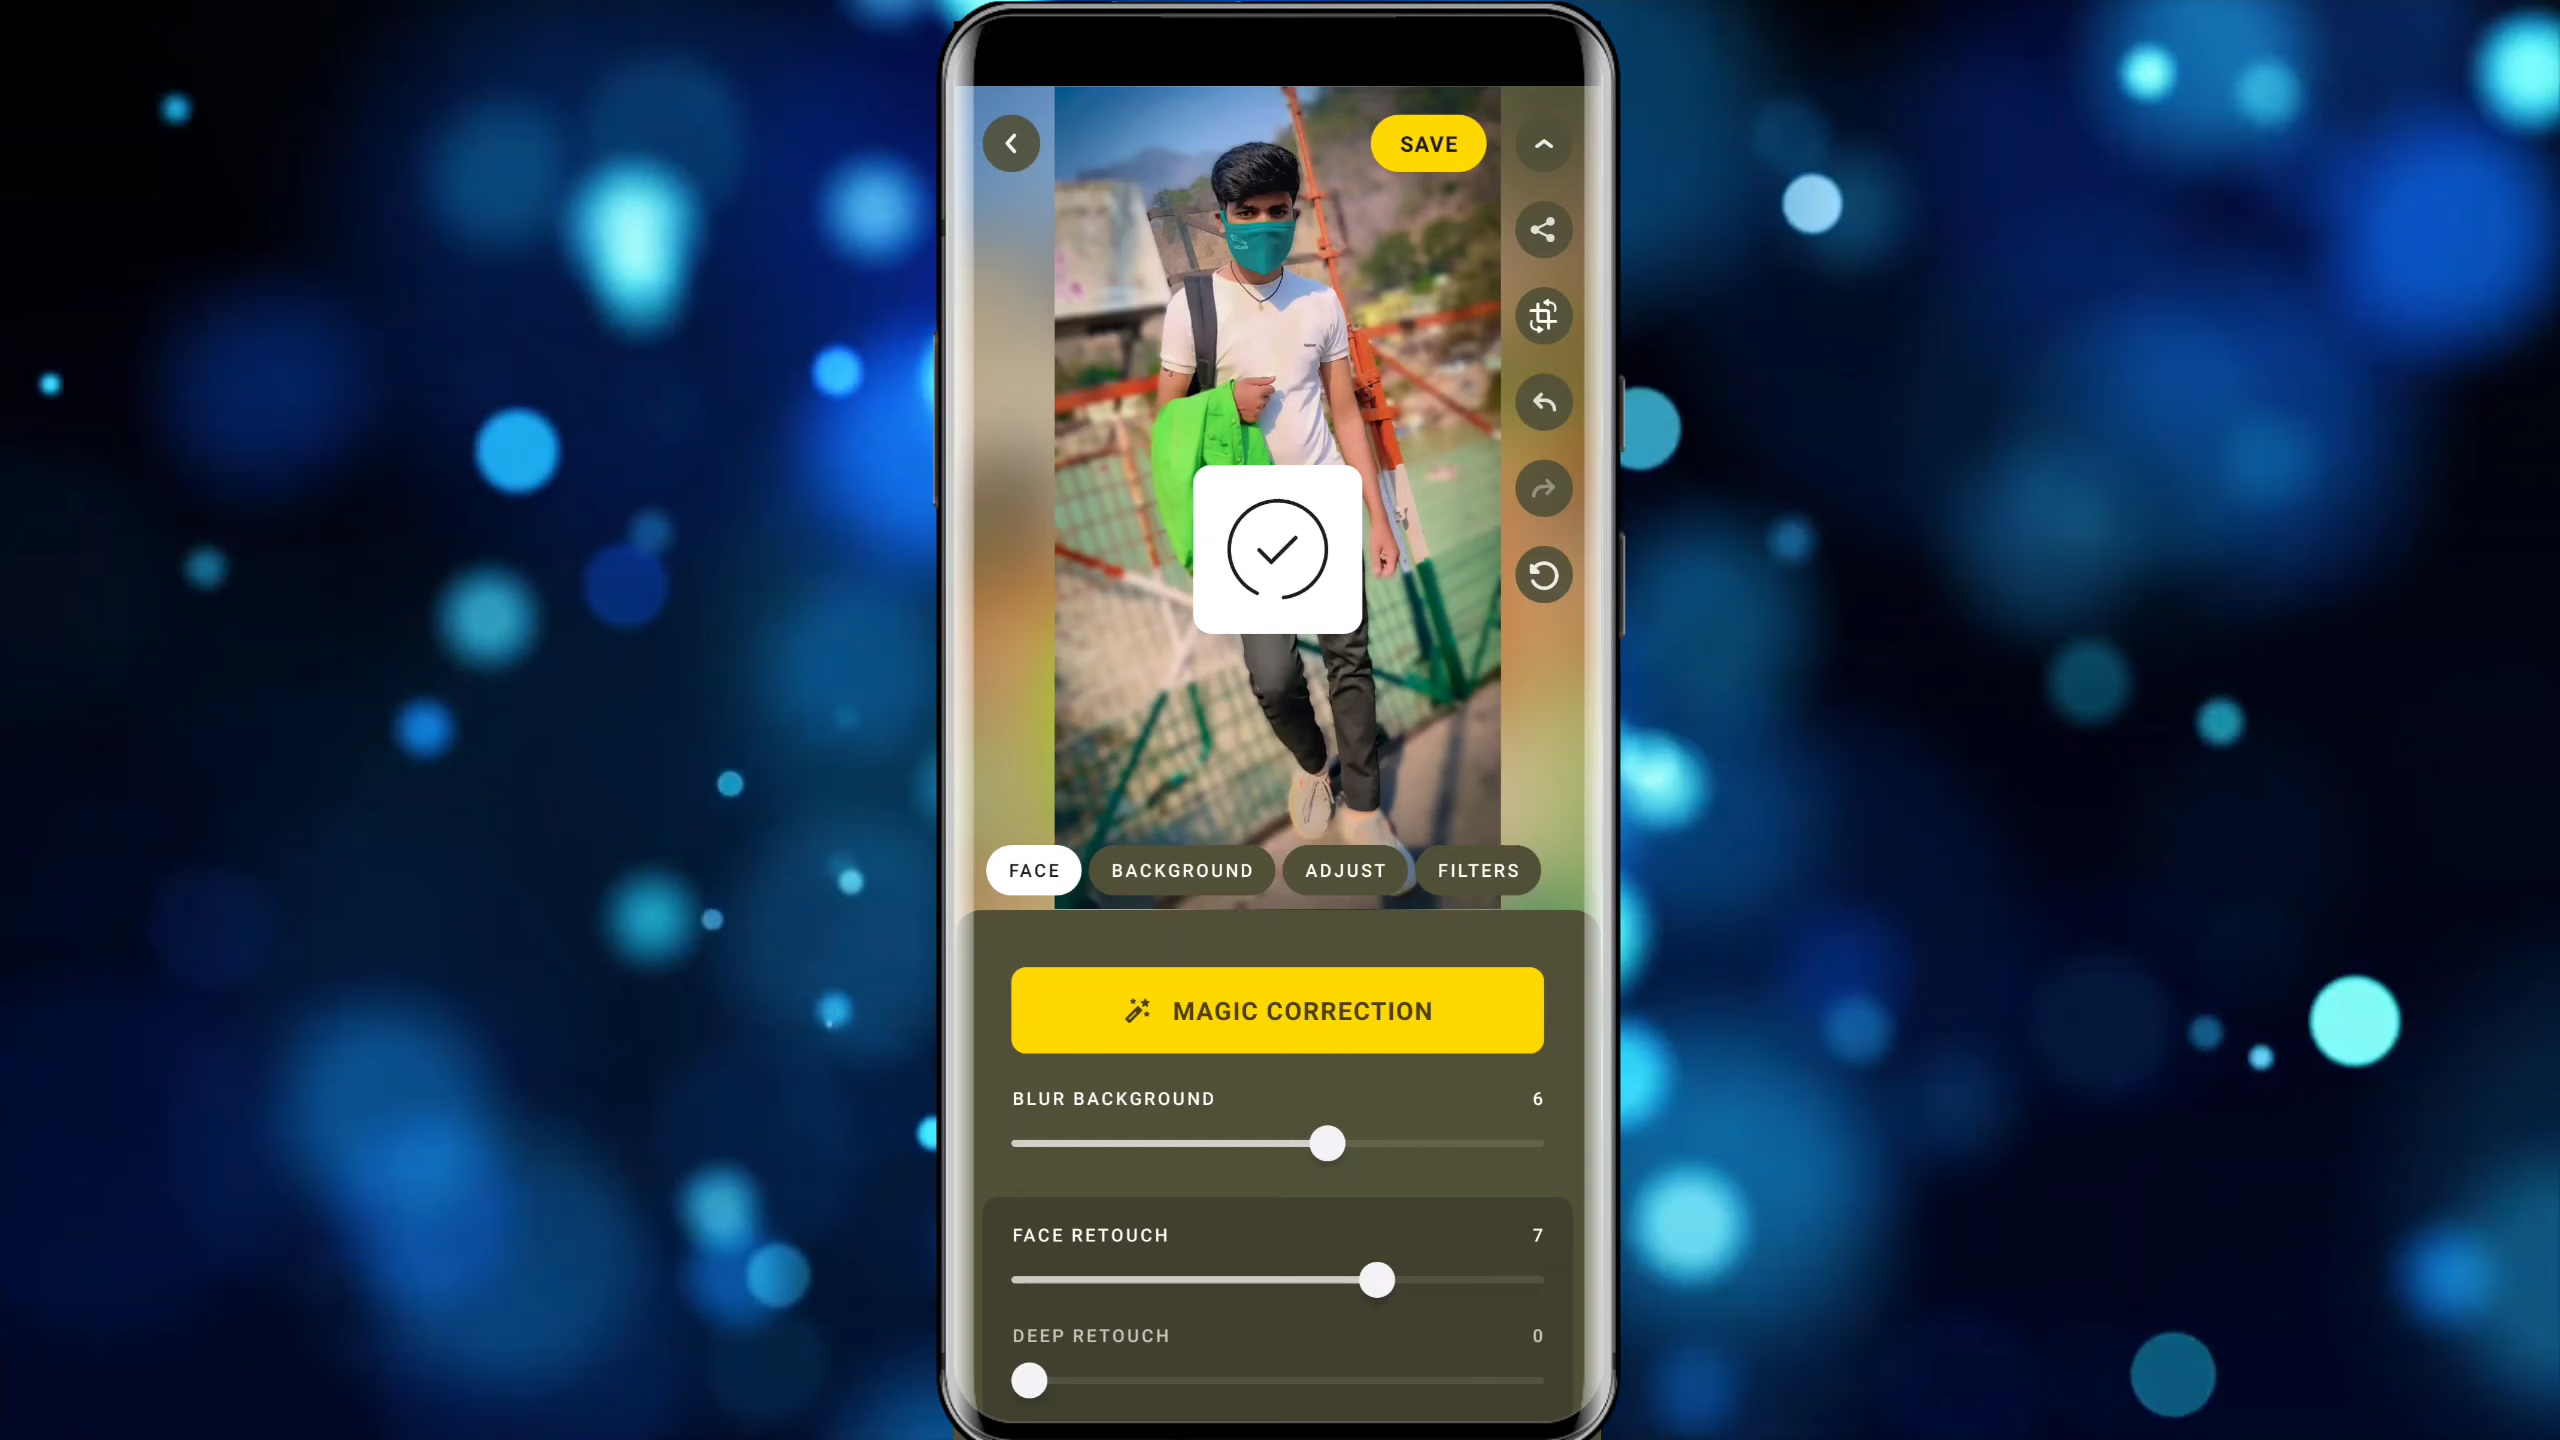 SAVE
FACE
BACKGROUND
ADJUST
FILTERS
MAGIC CORRECTION
BLUR BACKGROUND 6
FACE RETOUCH 7
DEEP RETOUCH 0